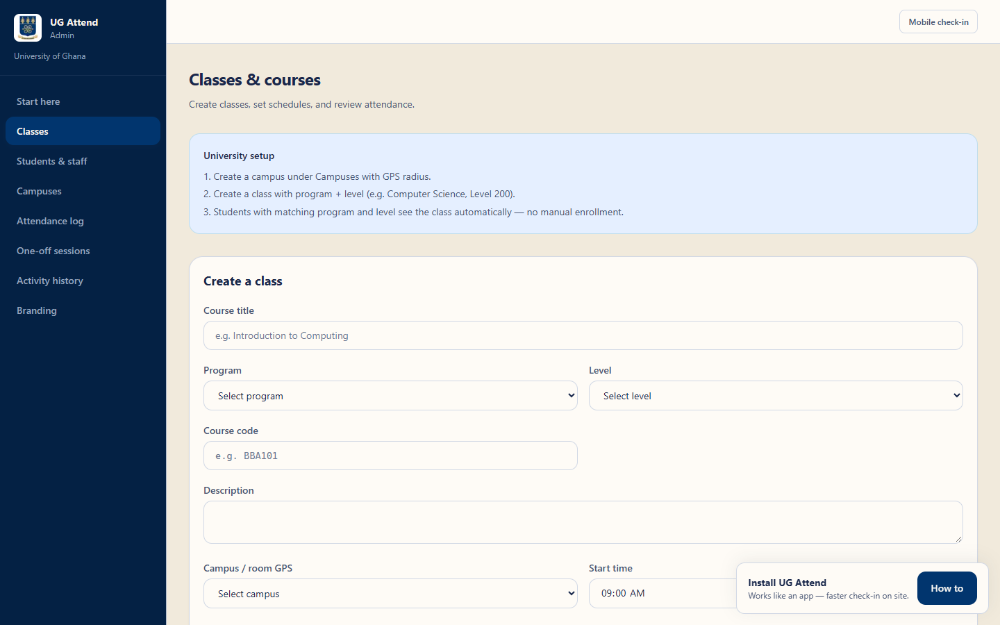 UG Attend
Admin
University of Ghana
Start here
Classes
Students & staff
Campuses
Attendance log
One-off sessions
Activity history
Branding
Mobile check-in
Classes & courses
Create classes, set schedules, and review attendance.
University setup
1. Create a campus under Campuses with GPS radius.
2. Create a class with program + level (e.g. Computer Science, Level 200).
3. Students with matching program and level see the class automatically — no manual enrollment.
Create a class
Course title
e.g. Introduction to Computing
Program
Level
Select program
Select level
Course code
e.g. BBA101
Description
Campus / room GPS
Start time
Select campus
09:00 AM
Install UG Attend
Works like an app — faster check-in on site.
How to